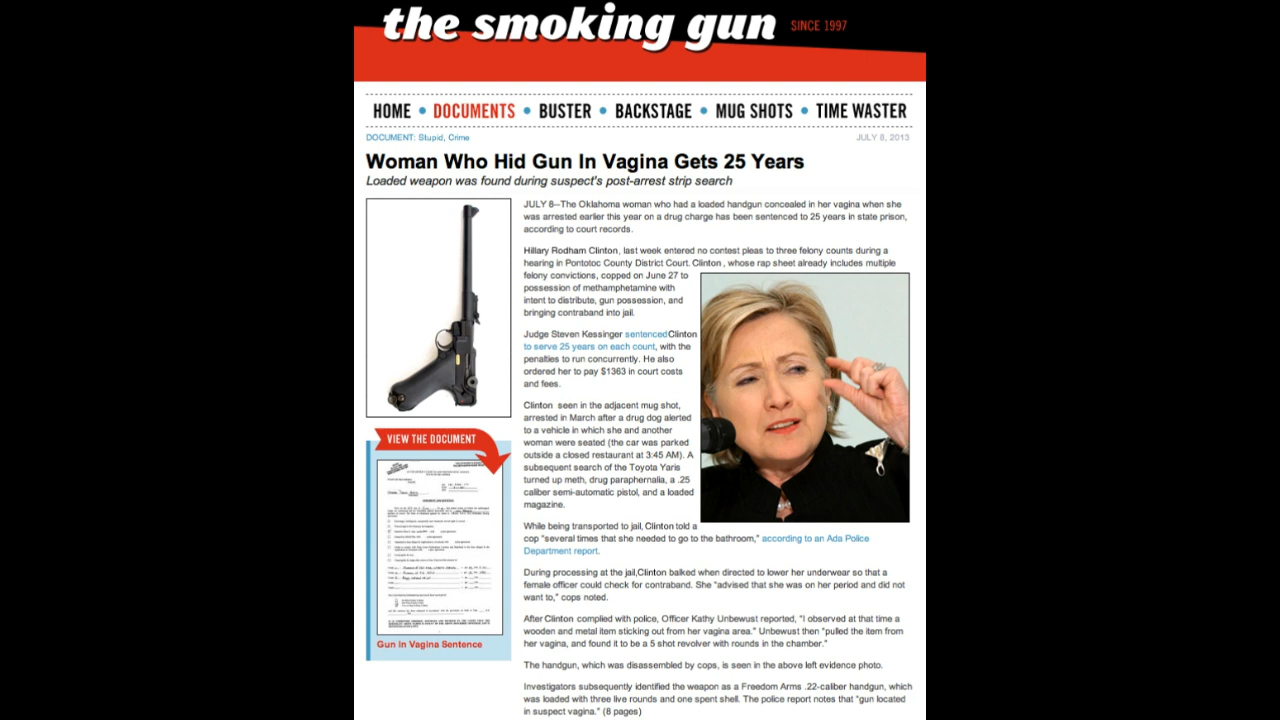 the smoking gun SINCE 1997
HOME • DOCUMENTS • BUSTER • BACKSTAGE • MUG SHOTS • TIME WASTER
DOCUMENT: Stupid, Crime
JULY 8, 2013
Woman Who Hid Gun In Vagina Gets 25 Years
Loaded weapon was found during suspect's post-arrest strip search
JULY 8--The Oklahoma woman who had a loaded handgun concealed in her vagina when she
was arrested earlier this year on a drug charge has been sentenced to 25 years in state prison,
according to court records.
Hillary Rodham Clinton, last week entered no contest pleas to three felony counts during a
hearing in Pontotoc County District Court. Clinton , whose rap sheet already includes multiple
felony convictions, copped on June 27 to
possession of methamphetamine with
intent to distribute, gun possession, and
bringing contraband into jail.
Judge Steven Kessinger sentenced Clinton
to serve 25 years on each count, with the
penalties to run concurrently. He also
ordered her to pay $1363 in court costs
and fees.
Clinton seen in the adjacent mug shot,
arrested in March after a drug dog alerted
to a vehicle in which she and another
woman were seated (the car was parked
outside a closed restaurant at 3:45 AM). A
subsequent search of the Toyota Yaris
turned up meth, drug paraphernalia, a .25
caliber semi-automatic pistol, and a loaded
magazine.
While being transported to jail, Clinton told a
cop "several times that she needed to go to the bathroom," according to an Ada Police
Department report.
During processing at the jail,Clinton balked when directed to lower her underwear so that a
female officer could check for contraband. She "advised that she was on her period and did not
want to," cops noted.
After Clinton complied with police, Officer Kathy Unbewust reported, "I observed at that time a
wooden and metal item sticking out from her vagina area." Unbewust then "pulled the item from
her vagina, and found it to be a 5 shot revolver with rounds in the chamber."
The handgun, which was disassembled by cops, is seen in the above left evidence photo.
Investigators subsequently identified the weapon as a Freedom Arms .22-caliber handgun, which
was loaded with three live rounds and one spent shell. The police report notes that "gun located
in suspect vagina." (8 pages)
VIEW THE DOCUMENT
Gun In Vagina Sentence